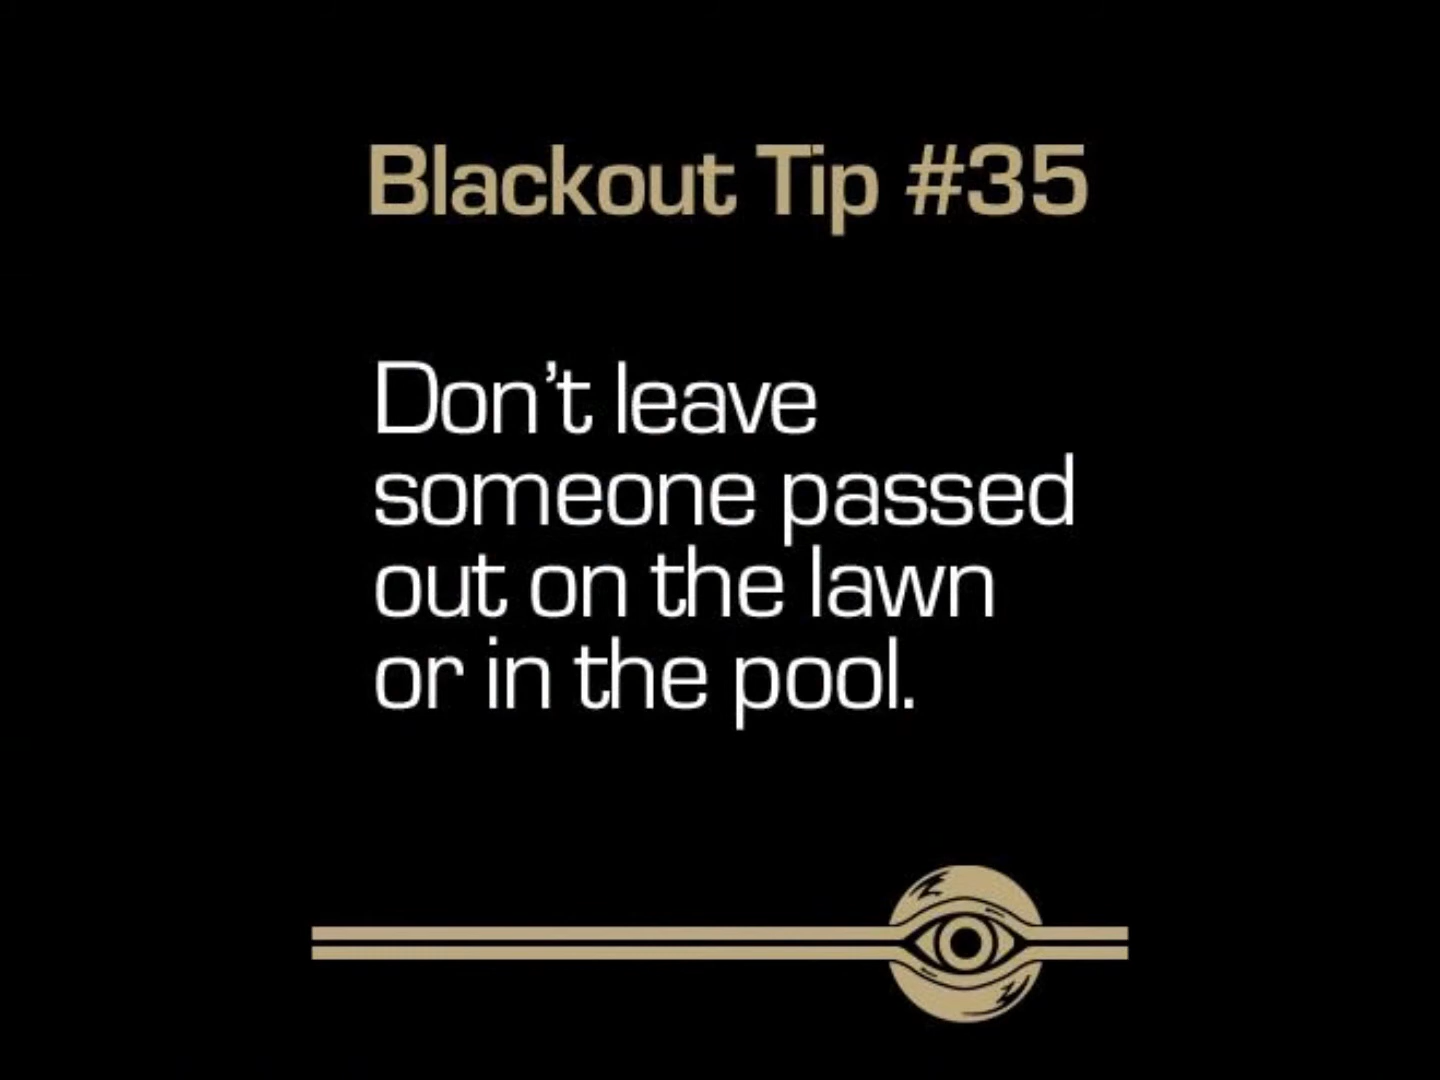 Blackout Tip #35
Don’t leave
someone passed
out on the lawn
or in the pool.